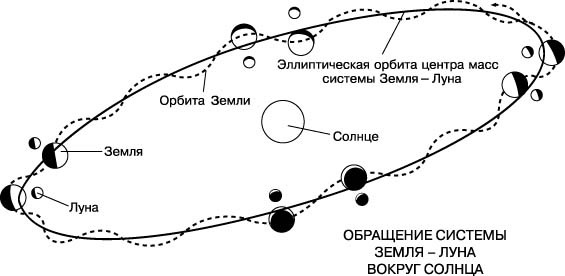 Эллиптическая орбита центра масс
системы Земля – Луна
Орбита Земли
Солнце
Земля
Луна
ОБРАЩЕНИЕ СИСТЕМЫ
ЗЕМЛЯ – ЛУНА
ВОКРУГ СОЛНЦА